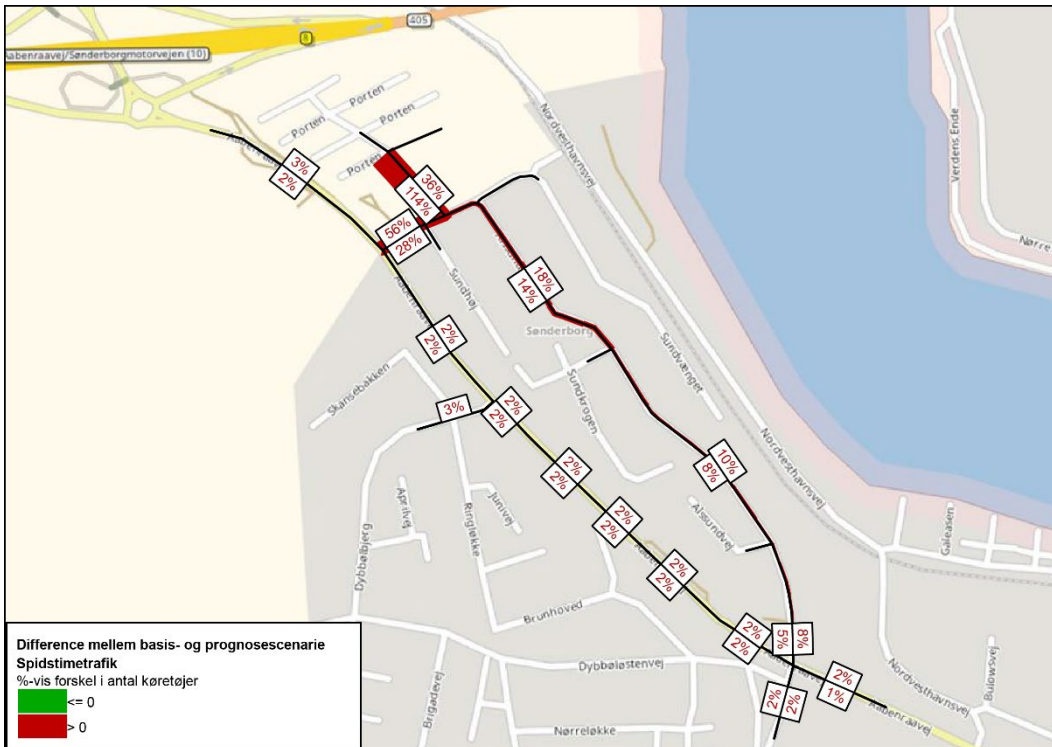 405
8
Aabenraavej/Sønderborgmotorvejen (10)
Porten
Porten
Porten
Porten
Nordvesthavnsvej
Verdens Ende
3%
2%
36%
114%
56%
28%
18%
14%
Sundhøj
Sønderborg
2%
2%
Skansebakken
Sundkrogen
Sundvænget
3%
2%
2%
10%
8%
Nordvesthavnsvej
2%
2%
Aprilvej
Junivej
Ringløkke
Alssundvej
2%
2%
Galeasen
Dybbølbjerg
2%
2%
Brunhoved
2%
2%
5%
8%
Dybbøløstenvej
2%
1%
2%
2%
Aabenraavej
Nordvesthavnsvej
Bulowsvej
Brigadevej
Nørreløkke
Difference mellem basis- og prognosescenarie
Spidstimetrafik
%-vis forskel i antal køretøjer
<= 0
> 0